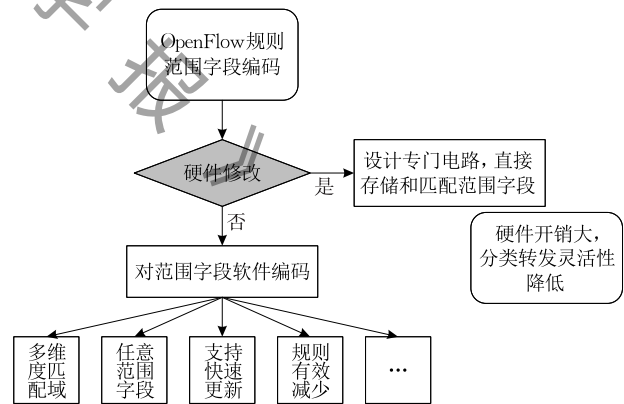 学报》
OpenFlow规则
范围字段编码
硬件修改
是
设计专门电路,直接
存储和匹配范围字段
否
硬件开销大,
分类转发灵活性
降低
对范围字段软件编码
多维
度匹
配域
任意
范围
字段
支持
快速
更新
规则
有效
减少
…